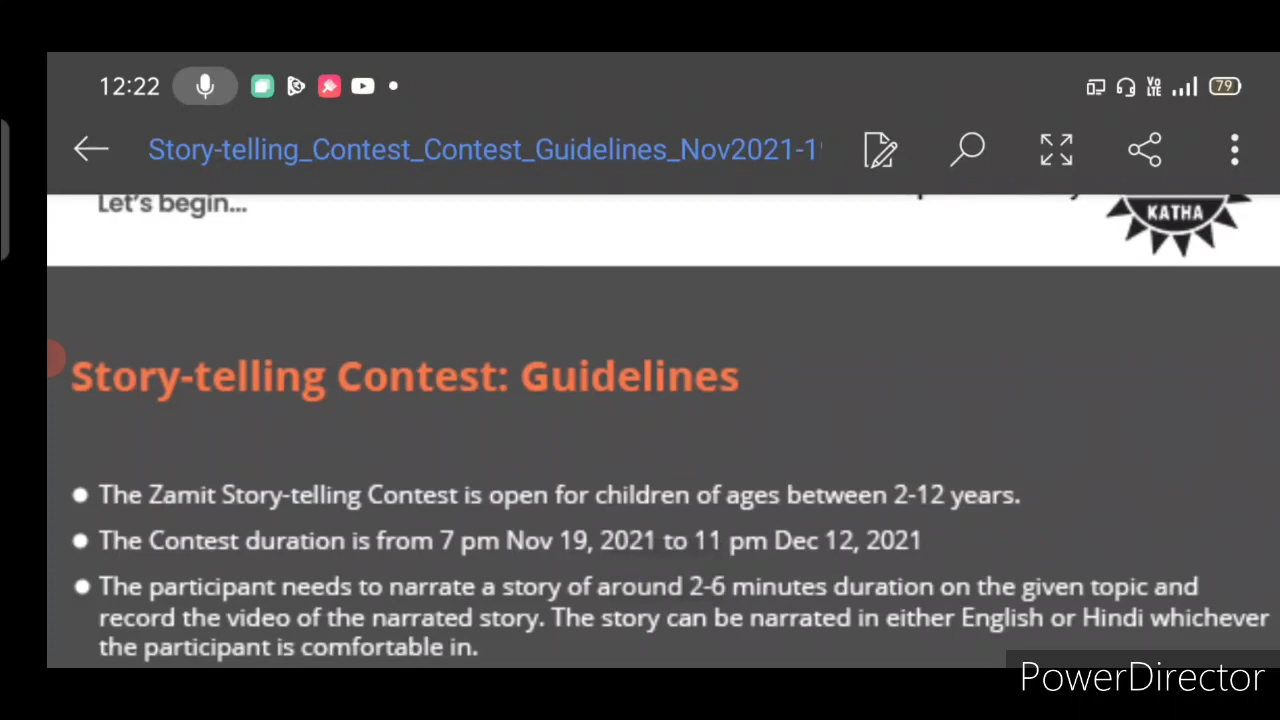 12:22
VO LTE
79
Story-telling_Contest_Contest_Guidelines_Nov2021-1
Let's begin...
KATHA
Story-telling Contest: Guidelines
● The Zamit Story-telling Contest is open for children of ages between 2-12 years.
● The Contest duration is from 7 pm Nov 19, 2021 to 11 pm Dec 12, 2021
● The participant needs to narrate a story of around 2-6 minutes duration on the given topic and
record the video of the narrated story. The story can be narrated in either English or Hindi whichever
the participant is comfortable in.
PowerDirector